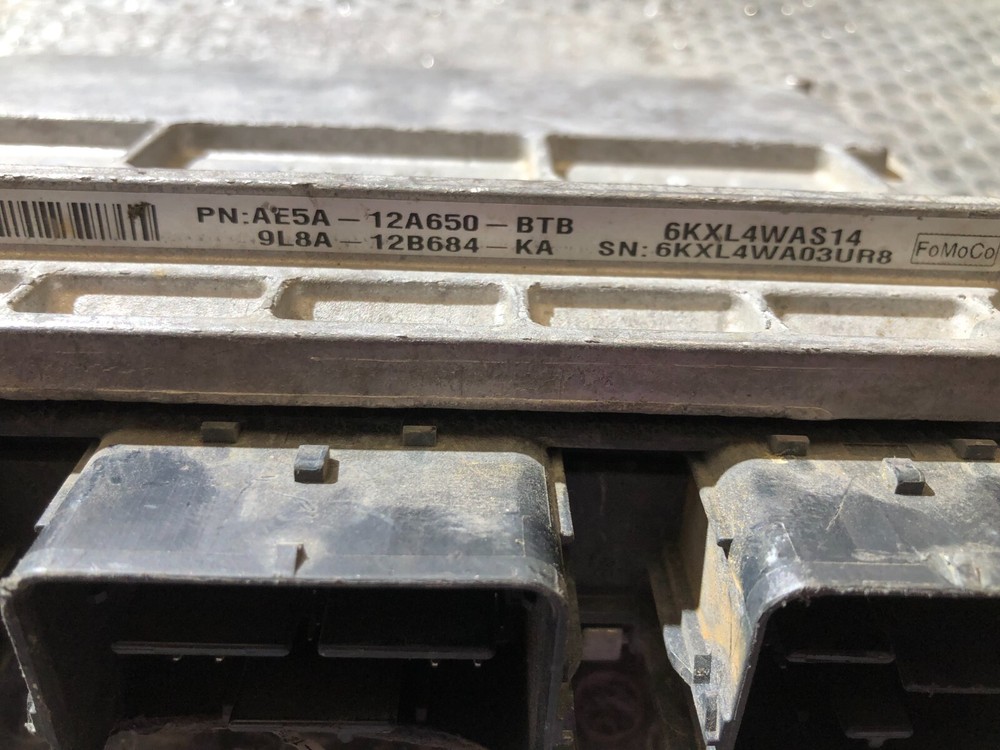 PN:AE5A-12A650-BTB
9L8A-12B684-KA
6KXL4WAS14
SN:6KXL4WA03UR8
FoMoCo